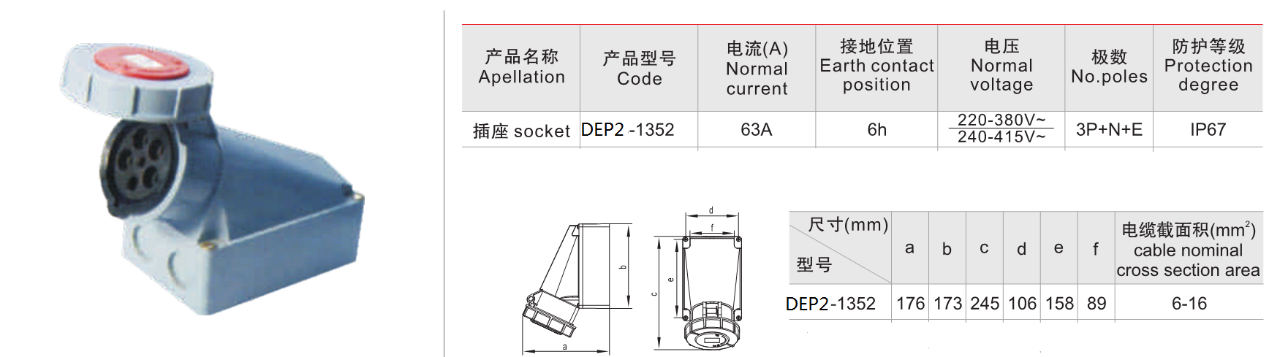 产品名称
Apellation
产品型号
Code
电流(A)
Normal
current
接地位置
Earth contact
position
电压
Normal
voltage
极数
No.poles
防护等级
Protection
degree
插座 socket
DEP2 -1352
63A
6h
220-380V~
240-415V~
3P+N+E
IP67
d
f
b
c
e
a
尺寸(mm)
型号
a
b
c
d
e
f
电缆截面积(mm²)
cable nominal
cross section area
DEP2-1352
176
173
245
106
158
89
6-16